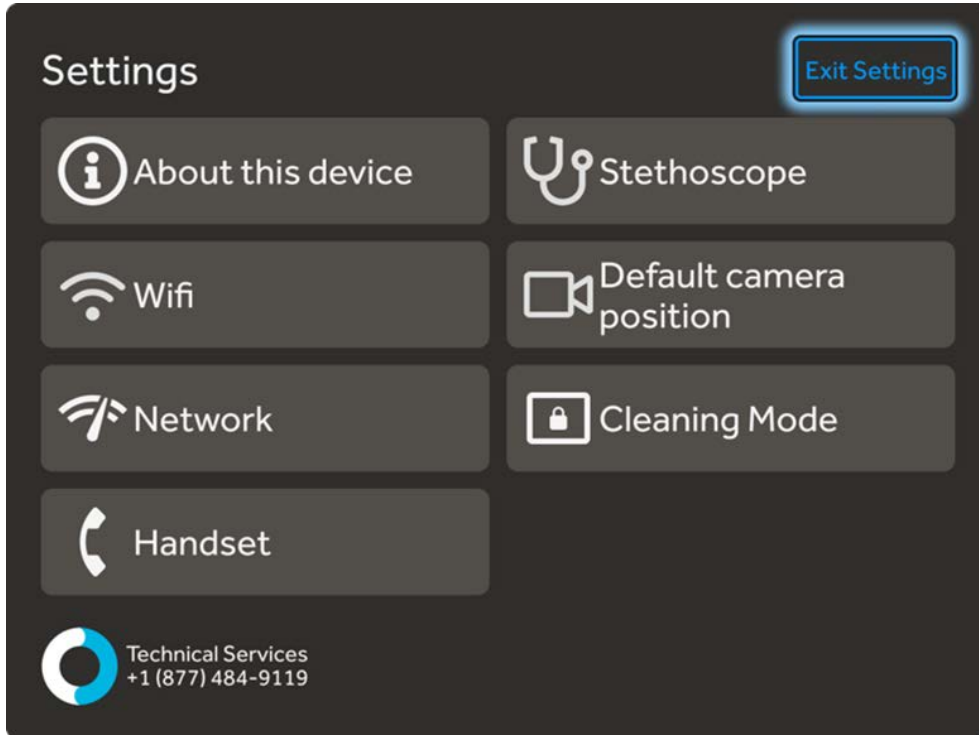 Settings
Exit Settings
About this device
Stethoscope
Wifi
Default camera
position
Network
Cleaning Mode
Handset
Technical Services
+1 (877) 484-9119